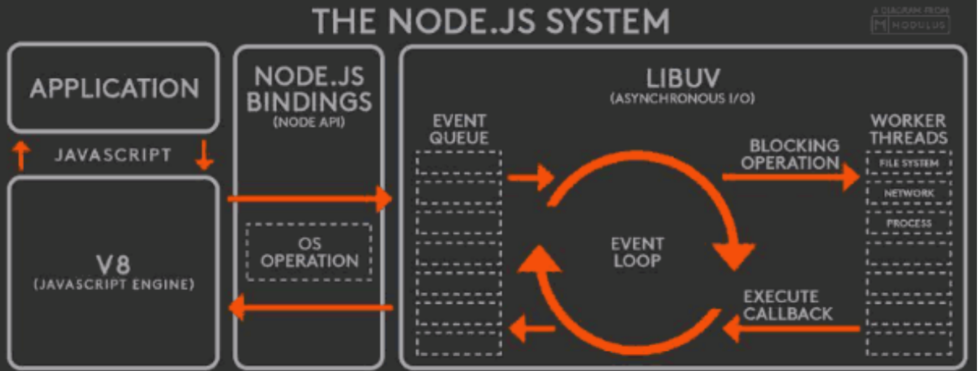 THE NODE.JS SYSTEM
A DIAGRAM FROM
MODULUS
APPLICATION
JAVASCRIPT
V8
(JAVASCRIPT ENGINE)
NODE.JS
BINDINGS
(NODE API)
OS
OPERATION
LIBUV
(ASYNCHRONOUS I/O)
EVENT
QUEUE
EVENT
LOOP
BLOCKING
OPERATION
EXECUTE
CALLBACK
WORKER
THREADS
FILE SYSTEM
NETWORK
PROCESS